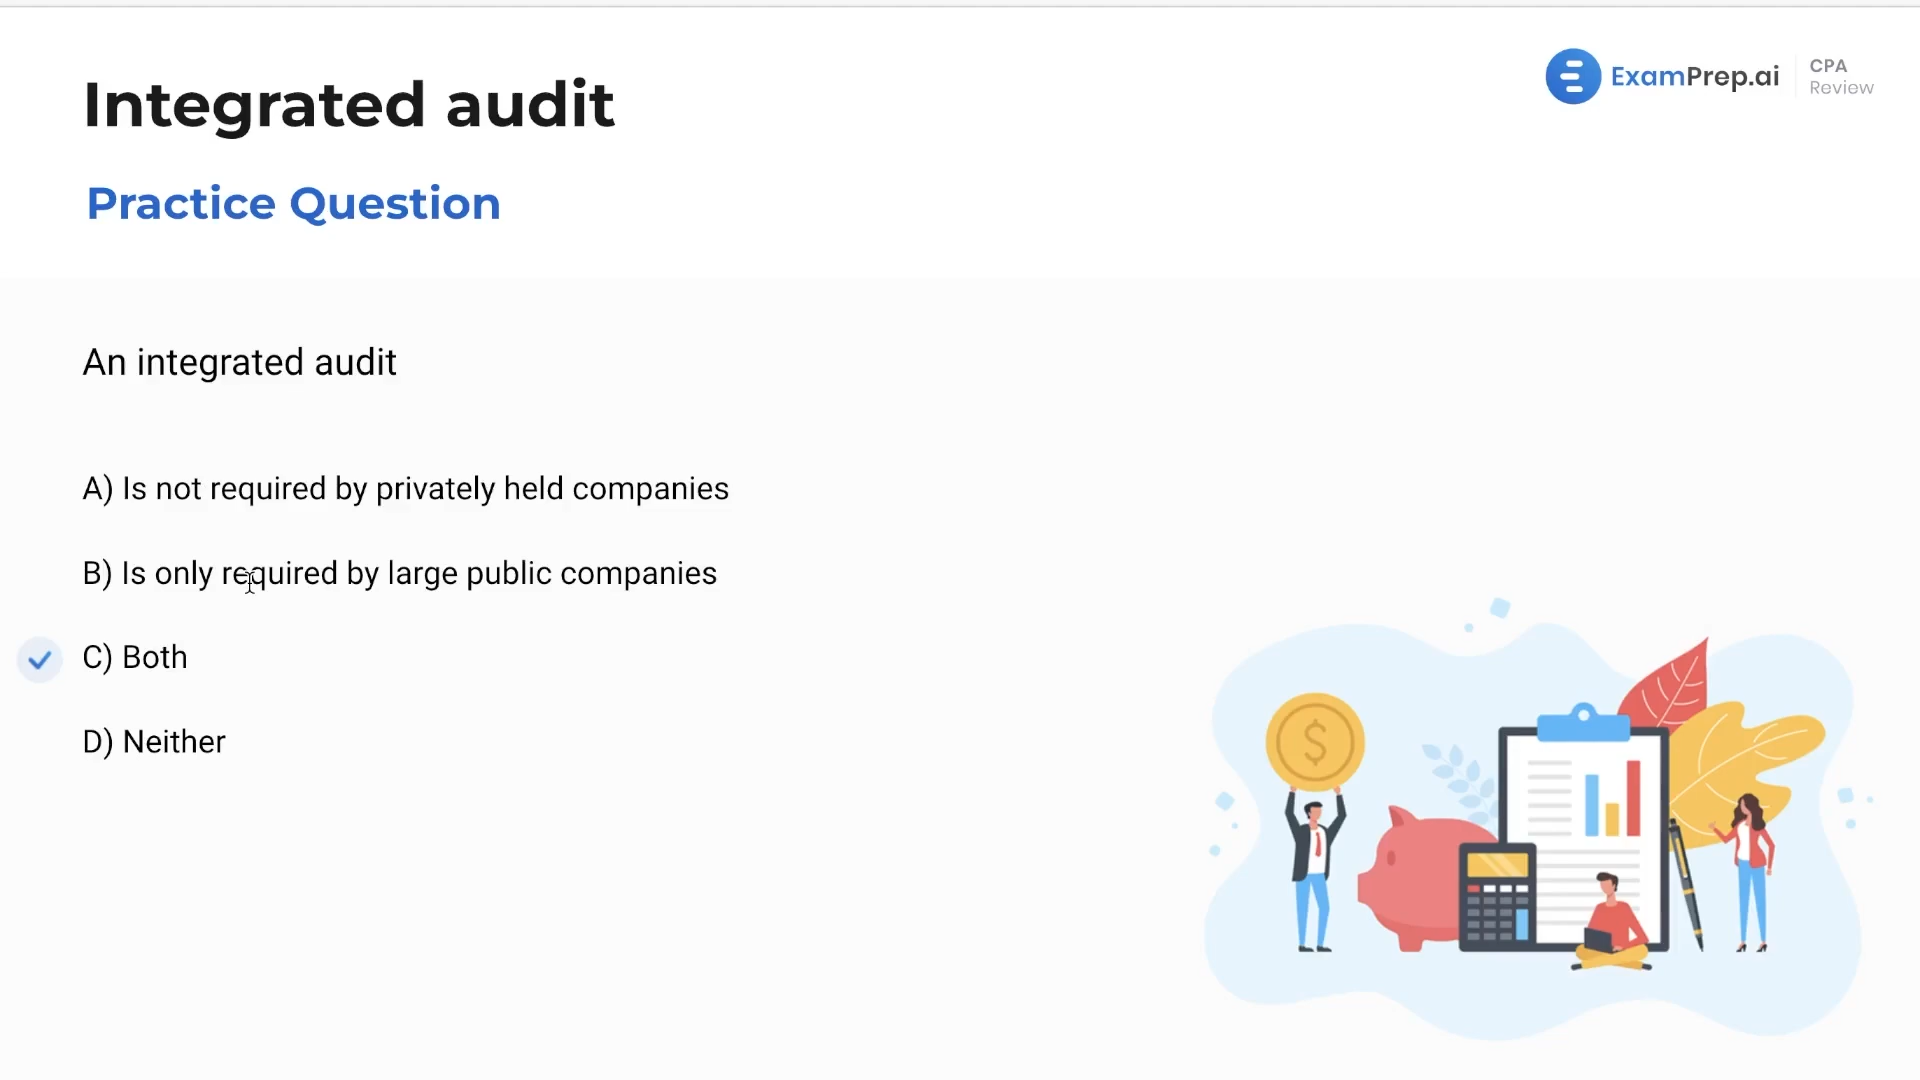 Integrated audit
ExamPrep.ai
CPA
Review
Practice Question
An integrated audit
A) Is not required by privately held companies
B) Is only required by large public companies
C) Both
D) Neither
$